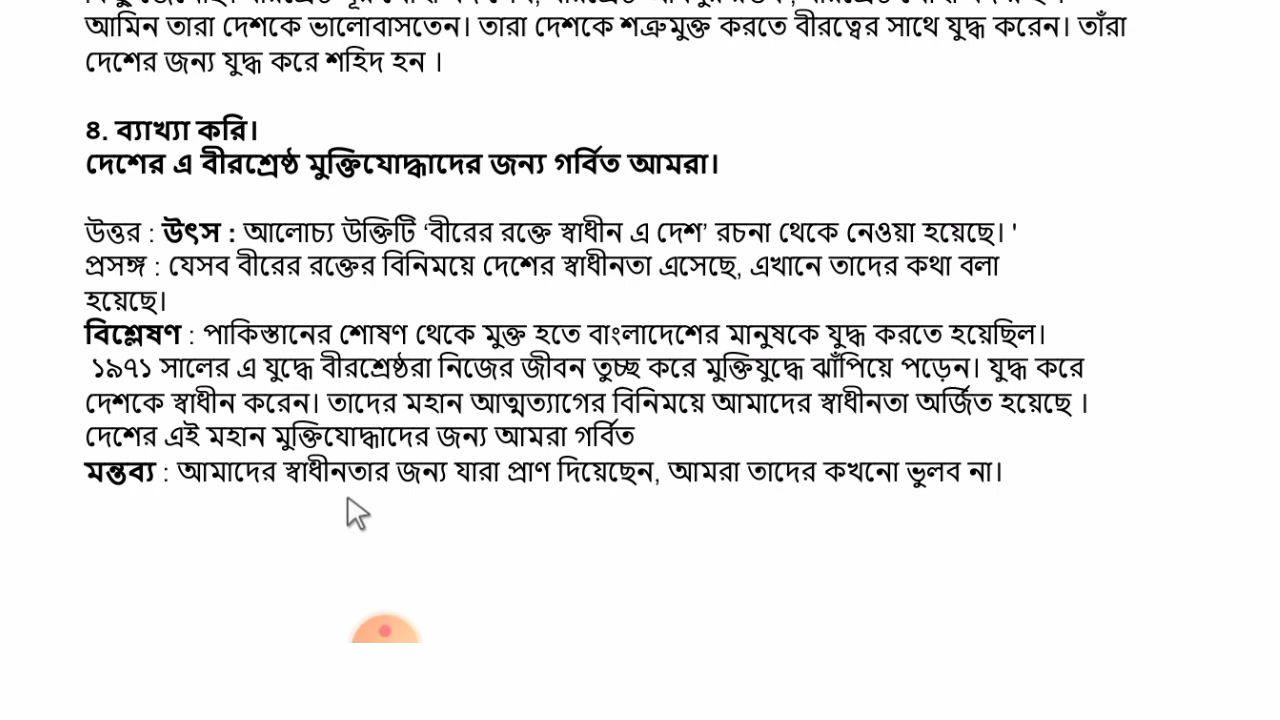 আমিন তারা দেশকে ভালোবাসতেন। তারা দেশকে শত্রুমুক্ত করতে বীরত্বের সাথে যুদ্ধ করেন। তাঁরা
দেশের জন্য যুদ্ধ করে শহিদ হন ।
৪. ব্যাখ্যা করি।
দেশের এ বীরশ্রেষ্ঠ মুক্তিযোদ্ধাদের জন্য গর্বিত আমরা।
উত্তর : উৎস : আলোচ্য উক্তিটি ‘বীরের রক্তে স্বাধীন এ দেশ’ রচনা থেকে নেওয়া হয়েছে। '
প্রসঙ্গ : যেসব বীরের রক্তের বিনিময়ে দেশের স্বাধীনতা এসেছে, এখানে তাদের কথা বলা
হয়েছে।
বিশ্লেষণ : পাকিস্তানের শোষণ থেকে মুক্ত হতে বাংলাদেশের মানুষকে যুদ্ধ করতে হয়েছিল।
১৯৭১ সালের এ যুদ্ধে বীরশ্রেষ্ঠরা নিজের জীবন তুচ্ছ করে মুক্তিযুদ্ধে ঝাঁপিয়ে পড়েন। যুদ্ধ করে
দেশকে স্বাধীন করেন। তাদের মহান আত্মত্যাগের বিনিময়ে আমাদের স্বাধীনতা অর্জিত হয়েছে ।
দেশের এই মহান মুক্তিযোদ্ধাদের জন্য আমরা গর্বিত
মন্তব্য : আমাদের স্বাধীনতার জন্য যারা প্রাণ দিয়েছেন, আমরা তাদের কখনো ভুলব না।